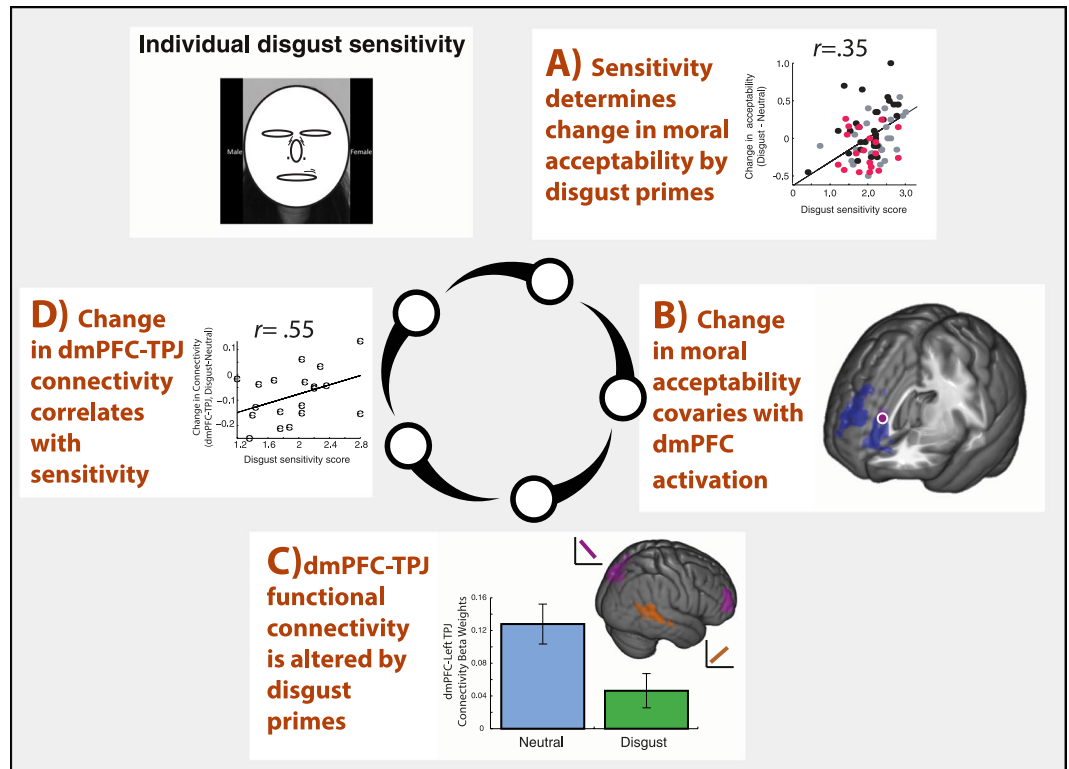 Individual disgust sensitivity
Male
Female
A) Sensitivity
determines
change in moral
acceptability by
disgust primes
r=.35
Change in acceptability
(Disgust - Neutral)
1.0
0.5
0
-0.5
0
1.0
2.0
3.0
Disgust sensitivity score
B) Change
in moral
acceptability
covaries with
dmPFC
activation
C)dmPFC-TPJ
functional
connectivity
is altered by
disgust
primes
dmPFC-Left TPJ
Connectivity Beta Weights
0.16
0.12
0.08
0.04
0
Neutral
Disgust
D) Change
in dmPFC-TPJ
connectivity
correlates
with
sensitivity
r= .55
Change in Connectivity
(dmPFC-TPJ, Disgust-Neutral)
0.1
0
-0.1
-0.2
1.2
1.6
2
2.4
2.8
Disgust sensitivity score